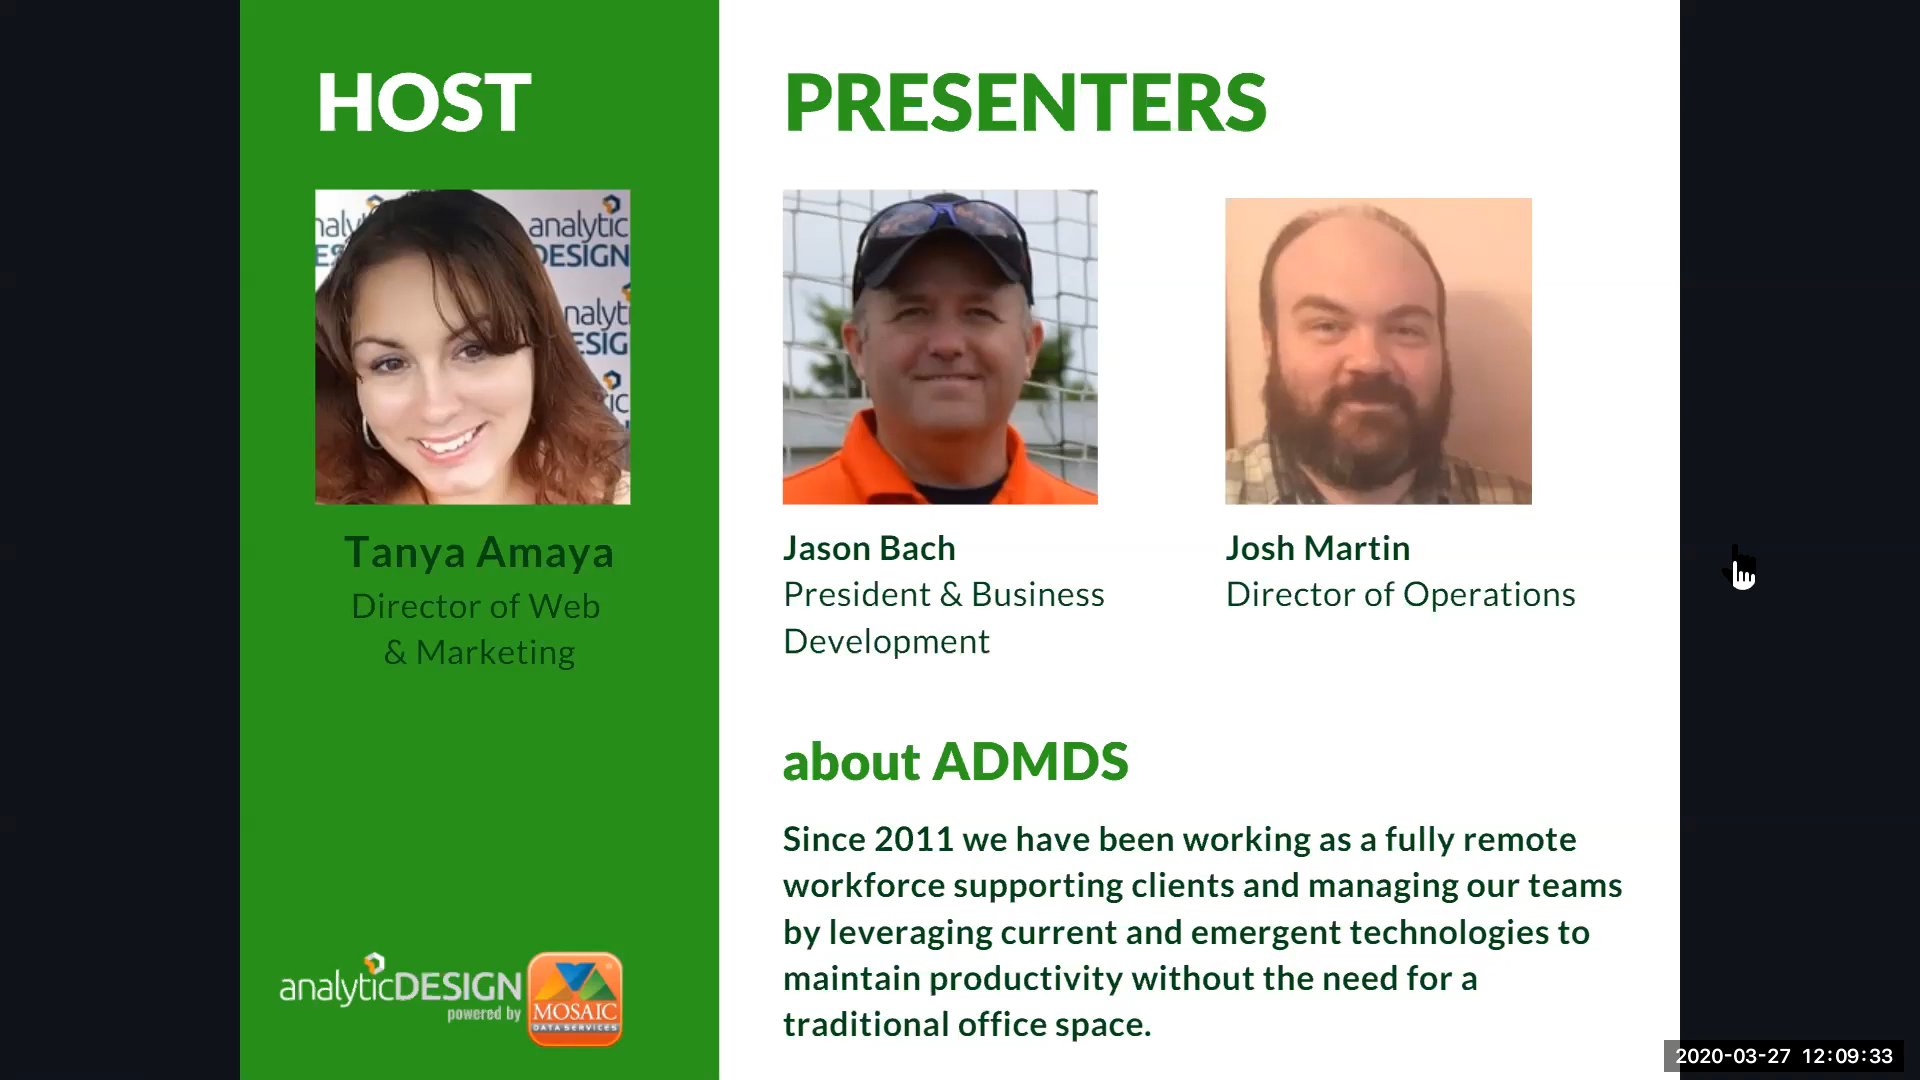 HOST
PRESENTERS
analytic
DESIGN
Tanya Amaya
Director of Web
& Marketing
Jason Bach
President & Business
Development
Josh Martin
Director of Operations
about ADMDS
Since 2011 we have been working as a fully remote
workforce supporting clients and managing our teams
by leveraging current and emergent technologies to
maintain productivity without the need for a
traditional office space.
analyticDESIGN
powered by
MOSAIC
DATA SERVICES
2020-03-27 12:09:33